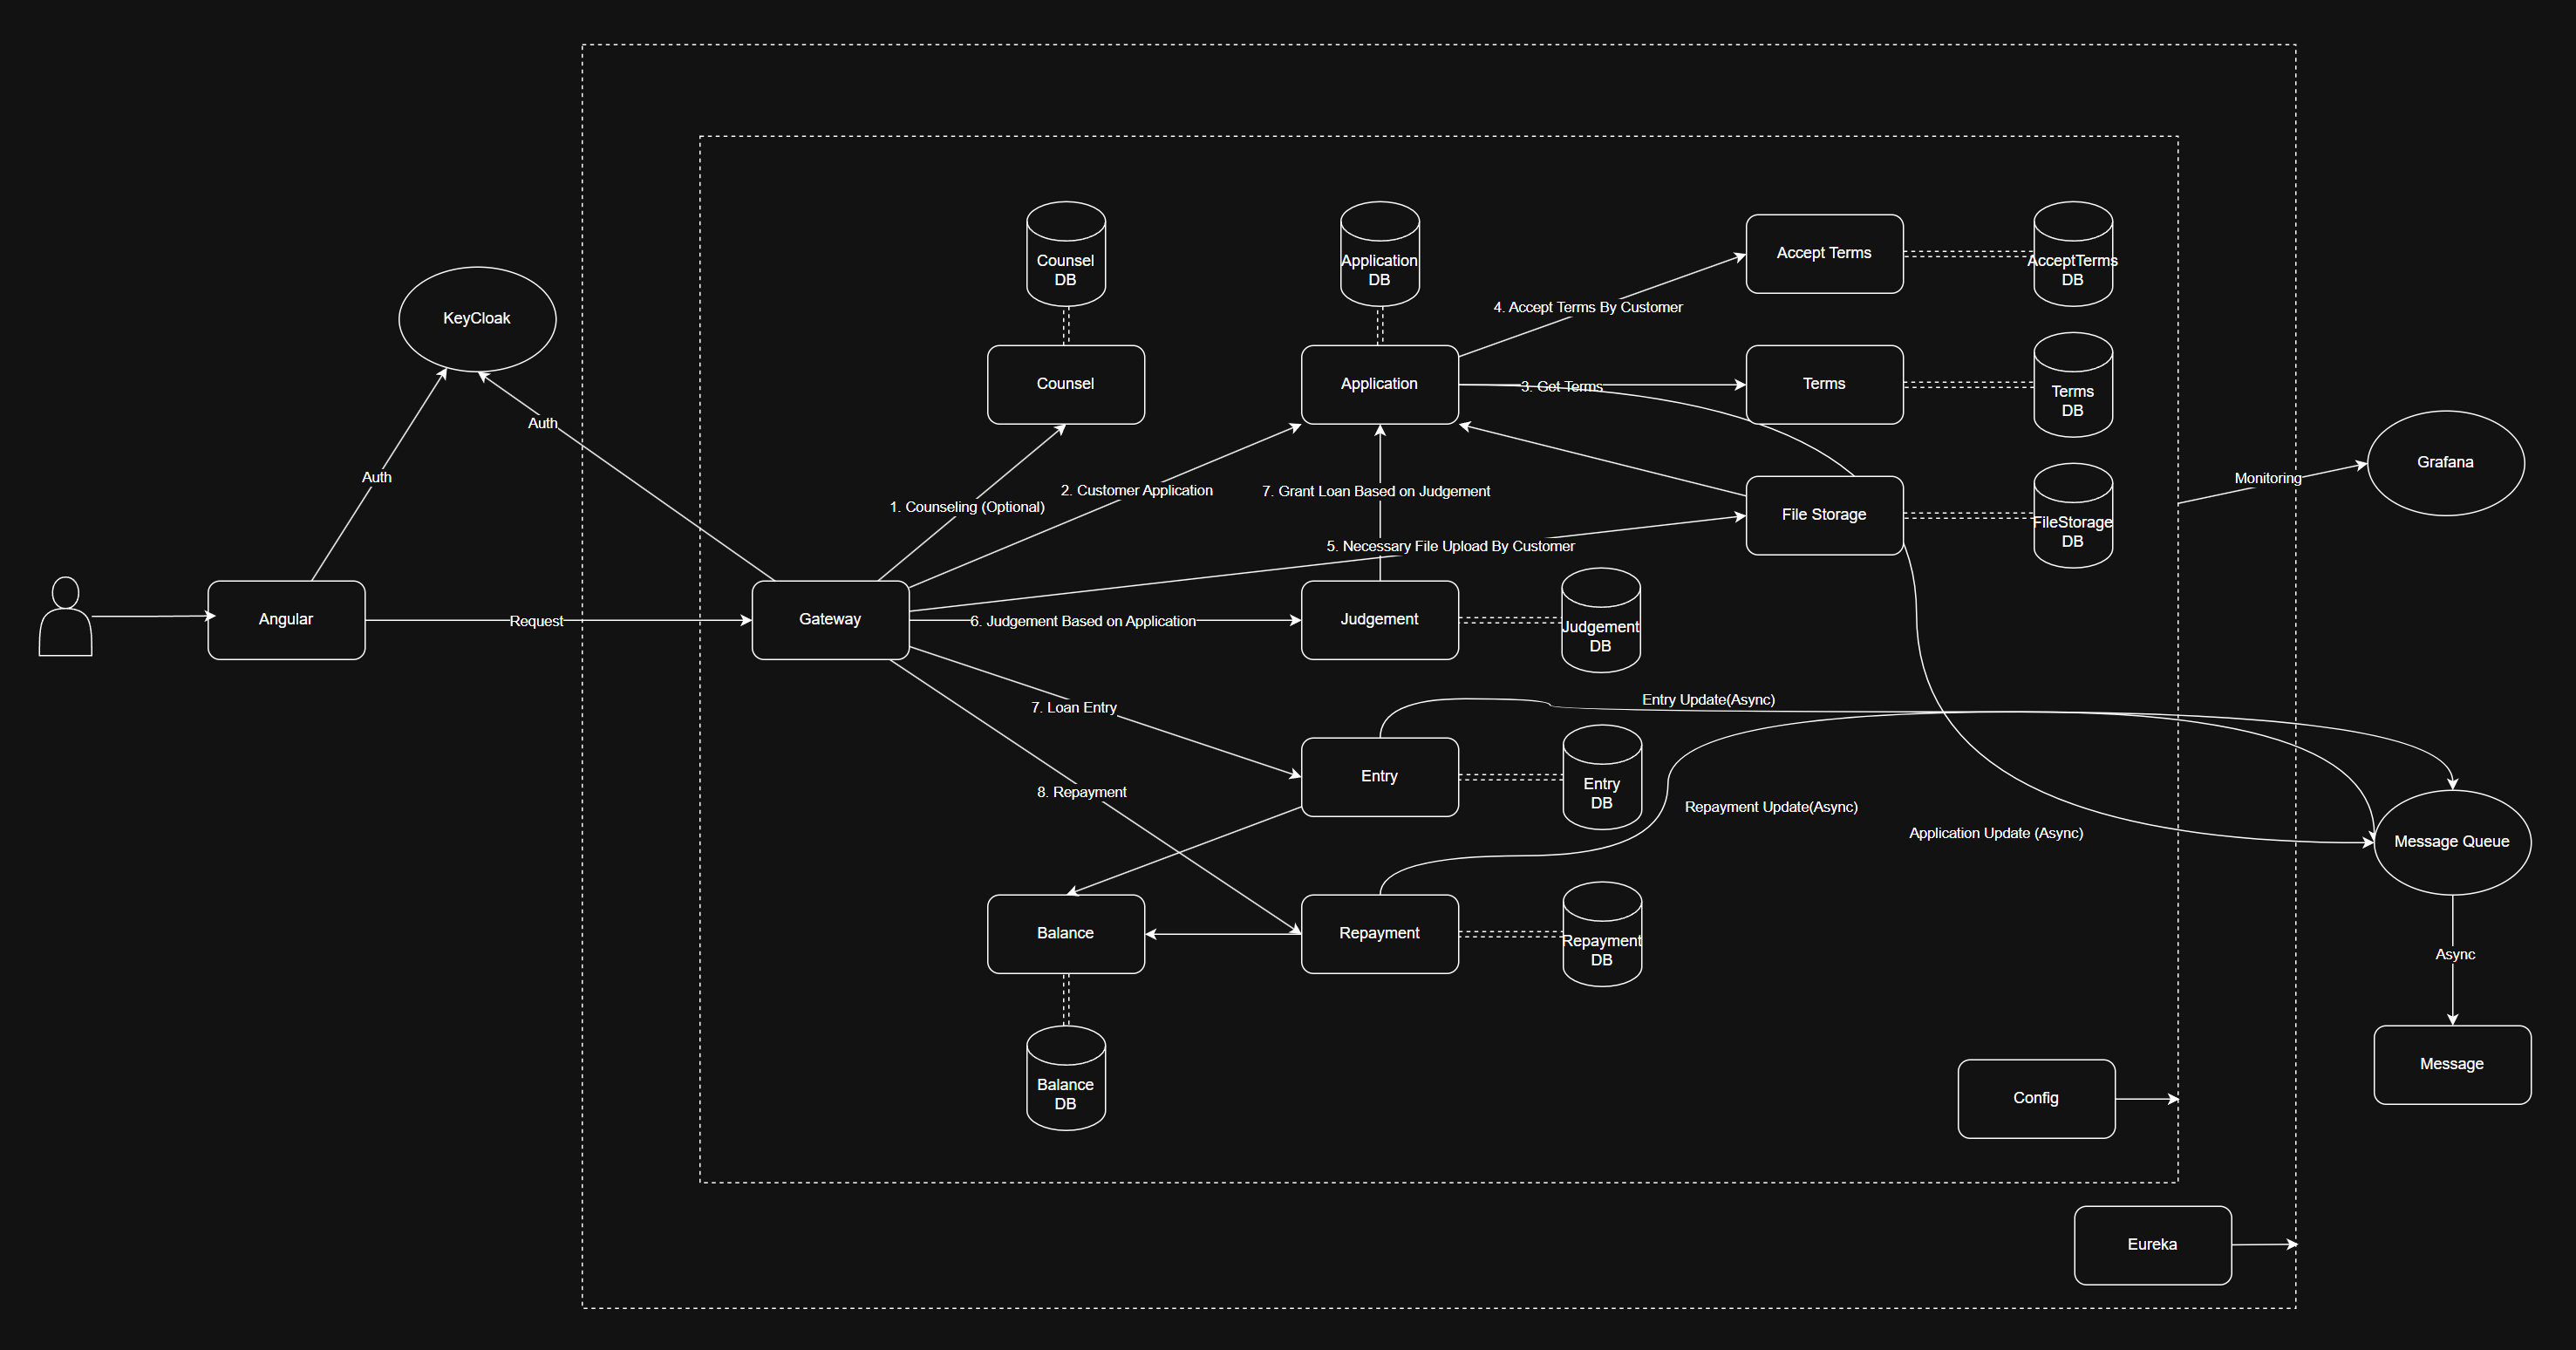 Counsel
DB
Application
DB
Accept Terms
AcceptTerms
DB
4. Accept Terms By Customer
KeyCloak
Counsel
Application
3. Get Terms
Terms
Terms
DB
Auth
Auth
1. Counseling (Optional)
2. Customer Application
7. Grant Loan Based on Judgement
File Storage
FileStorage
DB
Monitoring
Grafana
5. Necessary File Upload By Customer
Angular
Request
Gateway
6. Judgement Based on Application
Judgement
Judgement
DB
7. Loan Entry
Entry Update(Async)
Entry
Entry
DB
8. Repayment
Repayment Update(Async)
Application Update (Async)
Message Queue
Balance
Repayment
Repayment
DB
Async
Balance
DB
Config
Message
Eureka